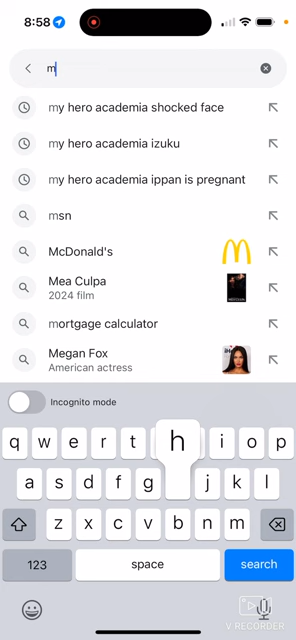 8:58
m
my hero academia shocked face
my hero academia izuku
my hero academia ippan is pregnant
msn
McDonald's
Mea Culpa
2024 film
mortgage calculator
Megan Fox
American actress
Incognito mode
q w e r t h i o p
a s d f g j k l
z x c v b n m
123 space search
V RECORDER